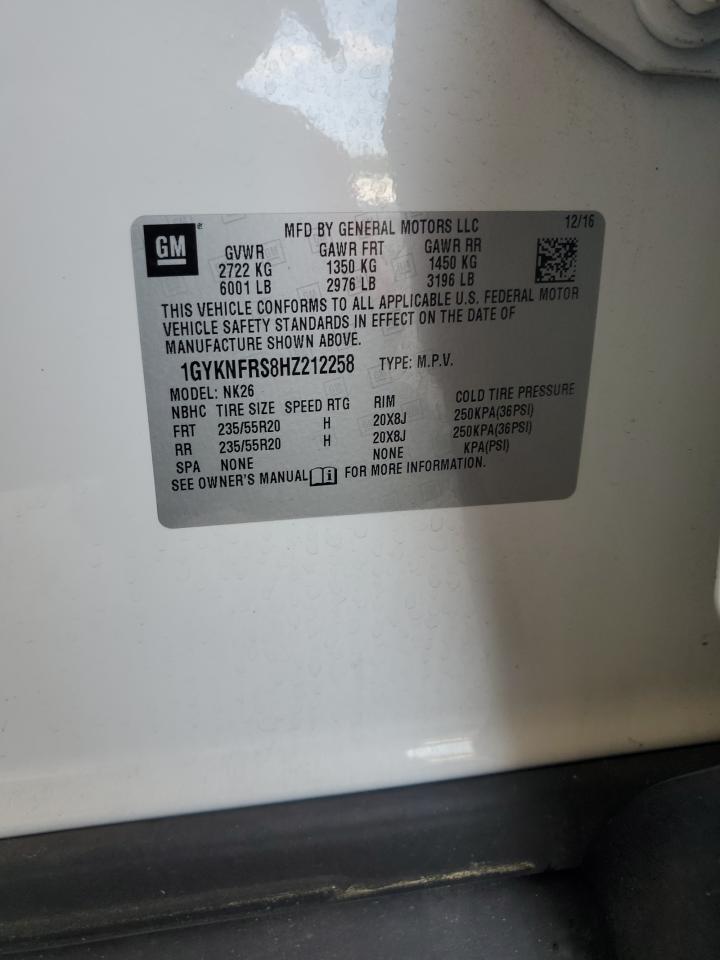 GM
MFD BY GENERAL MOTORS LLC 12/16
GVWR GAWR FRT GAWR RR
2722 KG 1350 KG 1450 KG
6001 LB 2976 LB 3196 LB
THIS VEHICLE CONFORMS TO ALL APPLICABLE U.S. FEDERAL MOTOR
VEHICLE SAFETY STANDARDS IN EFFECT ON THE DATE OF
MANUFACTURE SHOWN ABOVE.
1GYKNFRS8HZ212258 TYPE: M.P.V.
MODEL: NK26
NBHC TIRE SIZE SPEED RTG RIM COLD TIRE PRESSURE
FRT 235/55R20 H 20X8J 250KPA(36PSI)
RR 235/55R20 H 20X8J 250KPA(36PSI)
SPA NONE NONE KPA(PSI)
SEE OWNER'S MANUAL i FOR MORE INFORMATION.